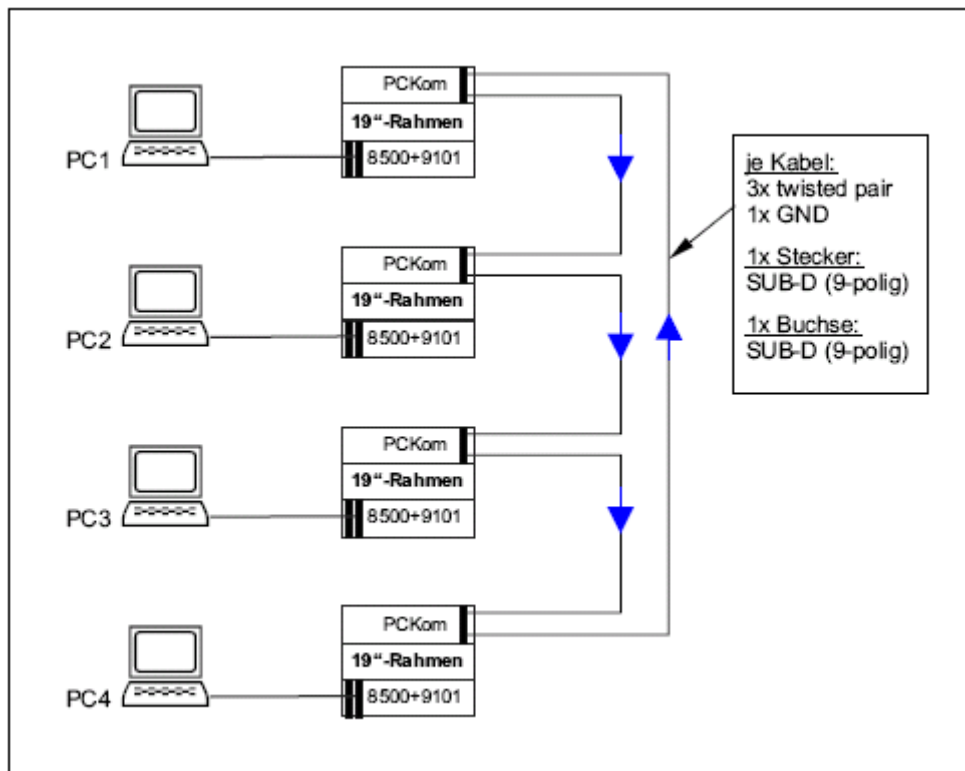 PCKom
19“-Rahmen
PC1
8500+9101
PCKom
19“-Rahmen
PC2
8500+9101
PCKom
19“-Rahmen
PC3
8500+9101
PCKom
19“-Rahmen
PC4
8500+9101
je Kabel:
3x twisted pair
1x GND
1x Stecker:
SUB-D (9-polig)
1x Buchse:
SUB-D (9-polig)